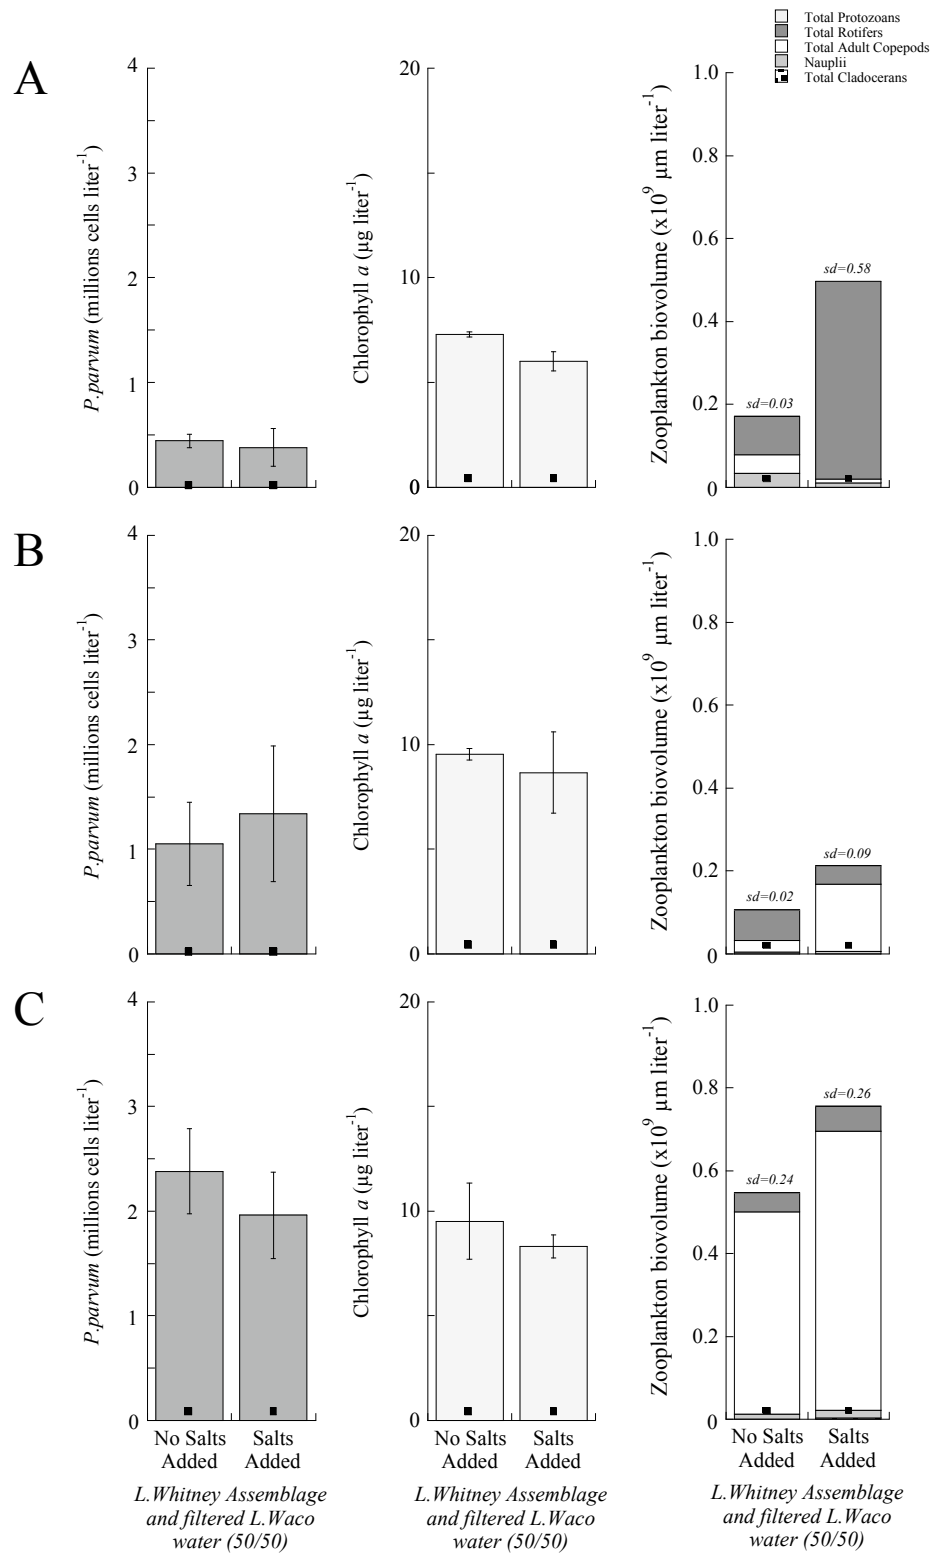 Total Protozoans
Total Rotifers
Total Adult Copepods
Nauplii
Total Cladocerans
A
4
3
2
1
0
P.parvum (millions cells liter⁻¹)
20
10
0
Chlorophyll a (µg liter⁻¹)
1.0
0.8
0.6
0.4
0.2
0
Zooplankton biovolume (x10⁹ µm liter⁻¹)
sd=0.03
sd=0.58
B
4
3
2
1
0
P.parvum (millions cells liter⁻¹)
20
10
0
Chlorophyll a (µg liter⁻¹)
1.0
0.8
0.6
0.4
0.2
0
Zooplankton biovolume (x10⁹ µm liter⁻¹)
sd=0.02
sd=0.09
C
4
3
2
1
0
P.parvum (millions cells liter⁻¹)
20
10
0
Chlorophyll a (µg liter⁻¹)
1.0
0.8
0.6
0.4
0.2
0
Zooplankton biovolume (x10⁹ µm liter⁻¹)
sd=0.24
sd=0.26
No Salts
Added
Salts
Added
L.Whitney Assemblage
and filtered L.Waco
water (50/50)
No Salts
Added
Salts
Added
L.Whitney Assemblage
and filtered L.Waco
water (50/50)
No Salts
Added
Salts
Added
L.Whitney Assemblage
and filtered L.Waco
water (50/50)